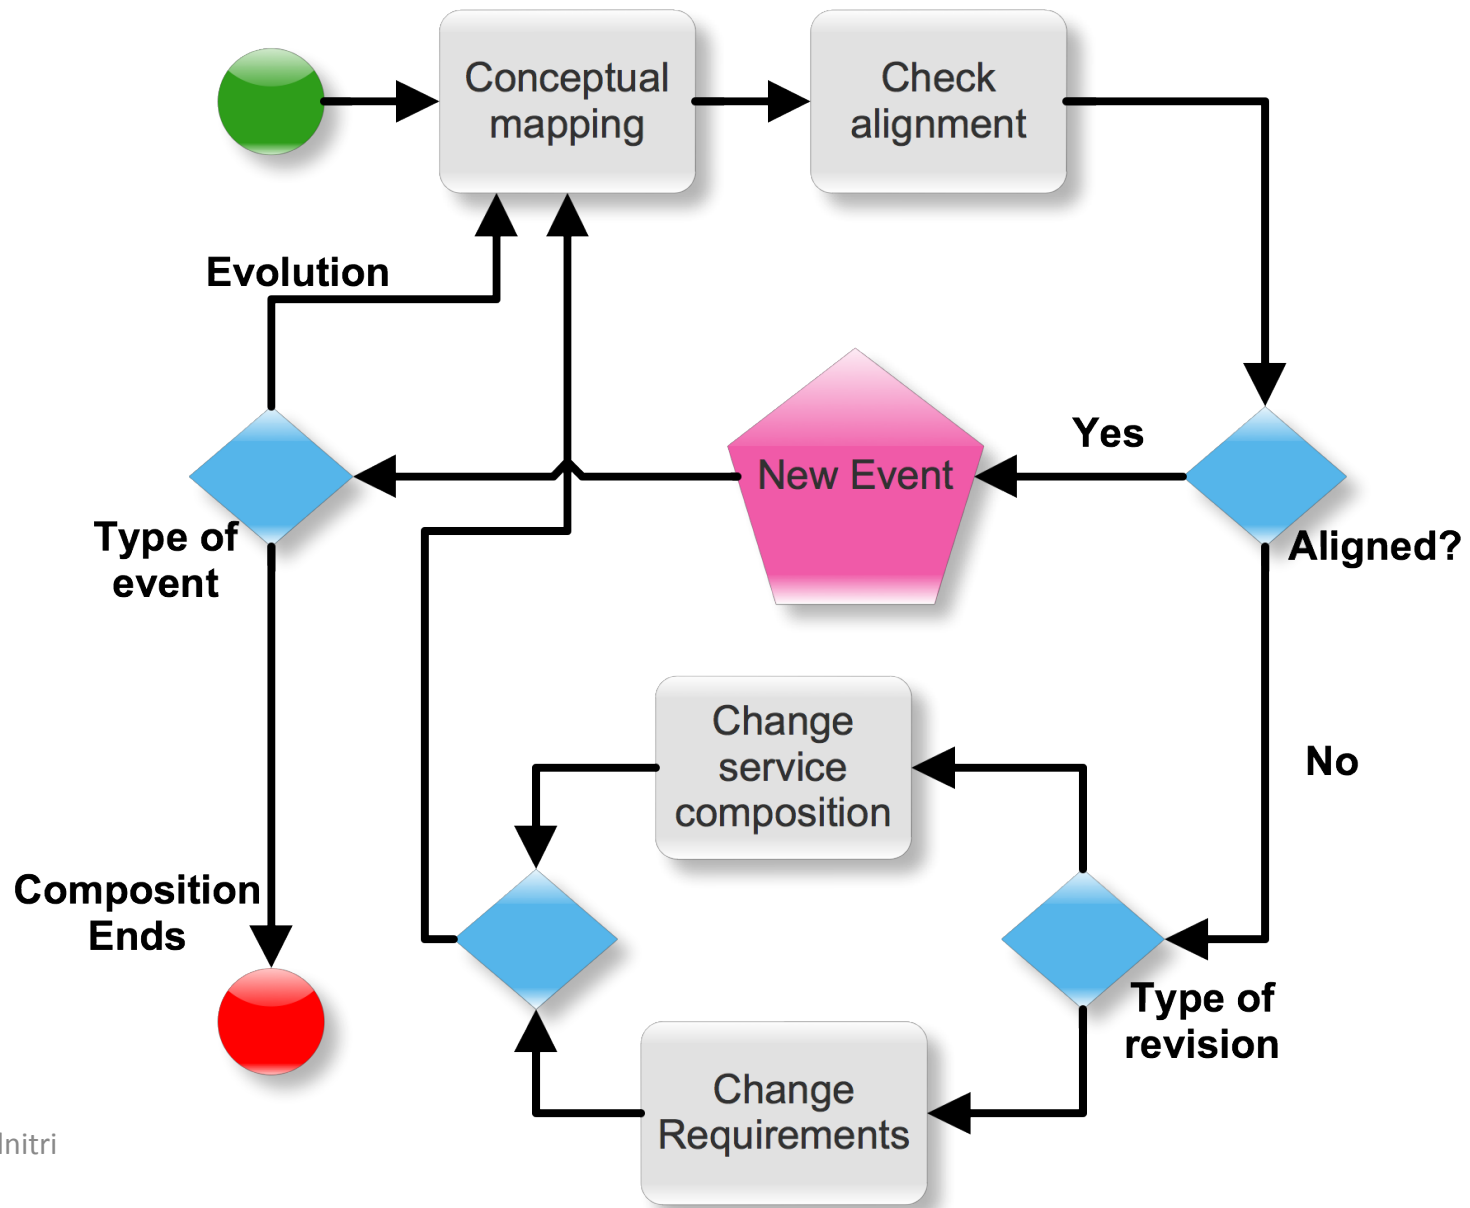 Conceptual
mapping
Check
alignment
Evolution
Yes
New Event
Aligned?
Type of
event
Change
service
composition
No
Composition
Ends
Type of
revision
Change
Requirements